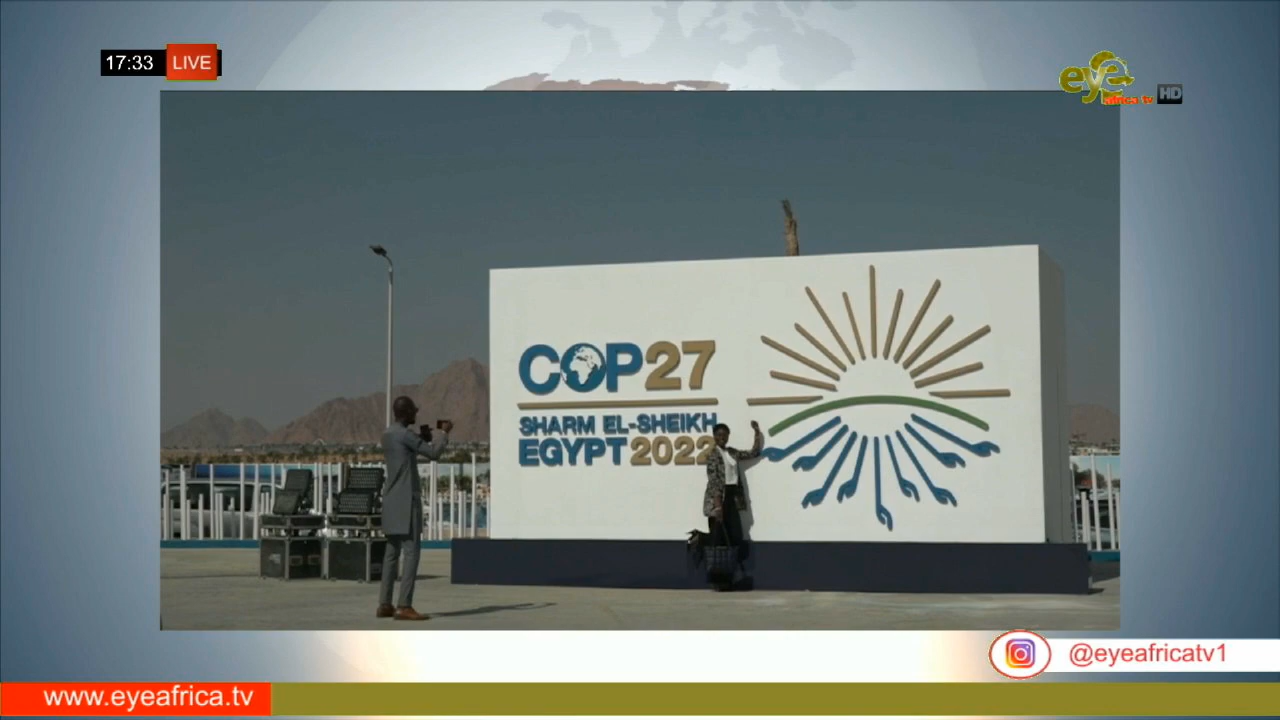 17:33 LIVE
eye
africa tv HD
COP27
SHARM EL-SHEIKH
EGYPT 2022
@eyeafricatv1
www.eyeafrica.tv